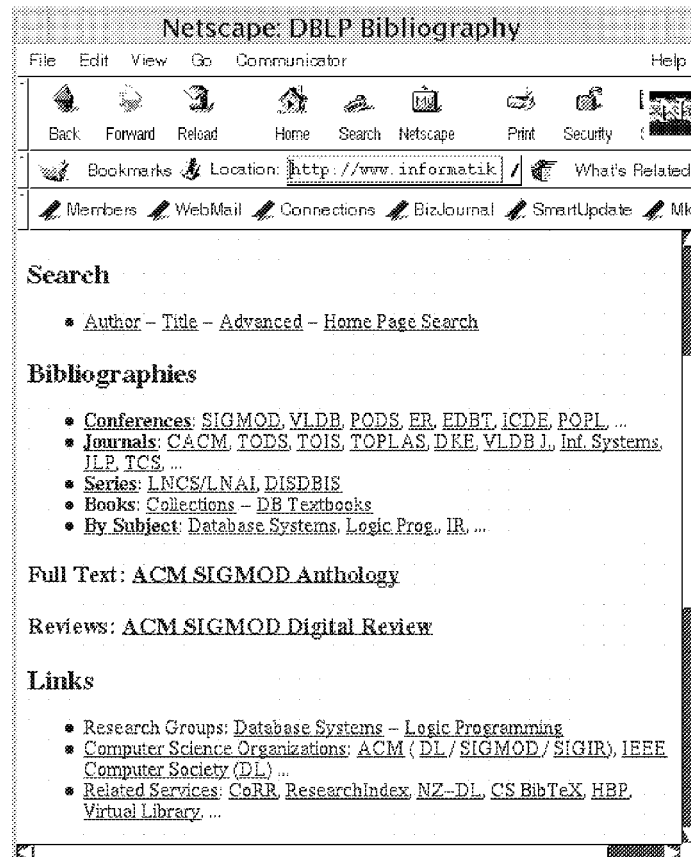 Netscape: DBLP Bibliography
File Edit View Go Communicator Help
Back Forward Reload Home Search Netscape Print Security
Bookmarks Location: http://www.informatik What's Related
Members WebMail Connections BizJournal SmartUpdate Mk
Search
• Author – Title – Advanced – Home Page Search
Bibliographies
• Conferences: SIGMOD, VLDB, PODS, ER, EDBT, ICDE, POPL, ...
• Journals: CACM, TODS, TOIS, TOPLAS, DKE, VLDB J., Inf. Systems,
JLP, TCS, ...
• Series: LNCS/LNAI, DISDBIS
• Books: Collections – DB Textbooks
• By Subject: Database Systems, Logic Prog., IR, ...
Full Text: ACM SIGMOD Anthology
Reviews: ACM SIGMOD Digital Review
Links
• Research Groups: Database Systems – Logic Programming
• Computer Science Organizations: ACM ( DL / SIGMOD / SIGIR), IEEE
Computer Society (DL) ...
• Related Services: CoRR, ResearchIndex, NZ–DL, CS BibTeX, HBP,
Virtual Library, ...